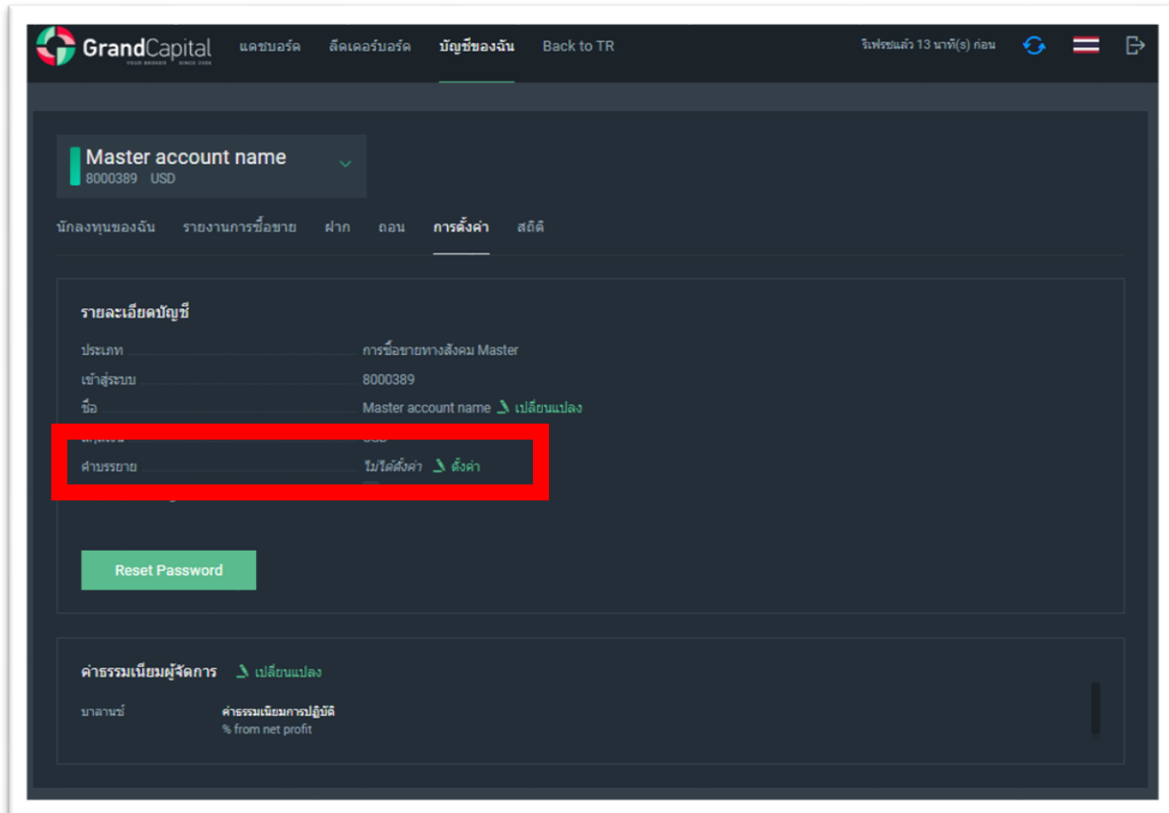 GrandCapital แดชบอร์ด ลีดเดอร์บอร์ด บัญชีของฉัน Back to TR รีเฟรชแล้ว 13 นาที(s) ก่อน
YOUR BROKER SINCE 2006
Master account name
8000389 USD
นักลงทุนของฉัน รายงานการซื้อขาย ฝาก ถอน การตั้งค่า สถิติ
รายละเอียดบัญชี
ประเภท การซื้อขายทางสังคม Master
เข้าสู่ระบบ 8000389
ชื่อ Master account name เปลี่ยนแปลง
คำบรรยาย ไม่ได้ตั้งค่า ตั้งค่า
Reset Password
ค่าธรรมเนียมผู้จัดการ เปลี่ยนแปลง
บาลานซ์ ค่าธรรมเนียมการปฏิบัติ
% from net profit